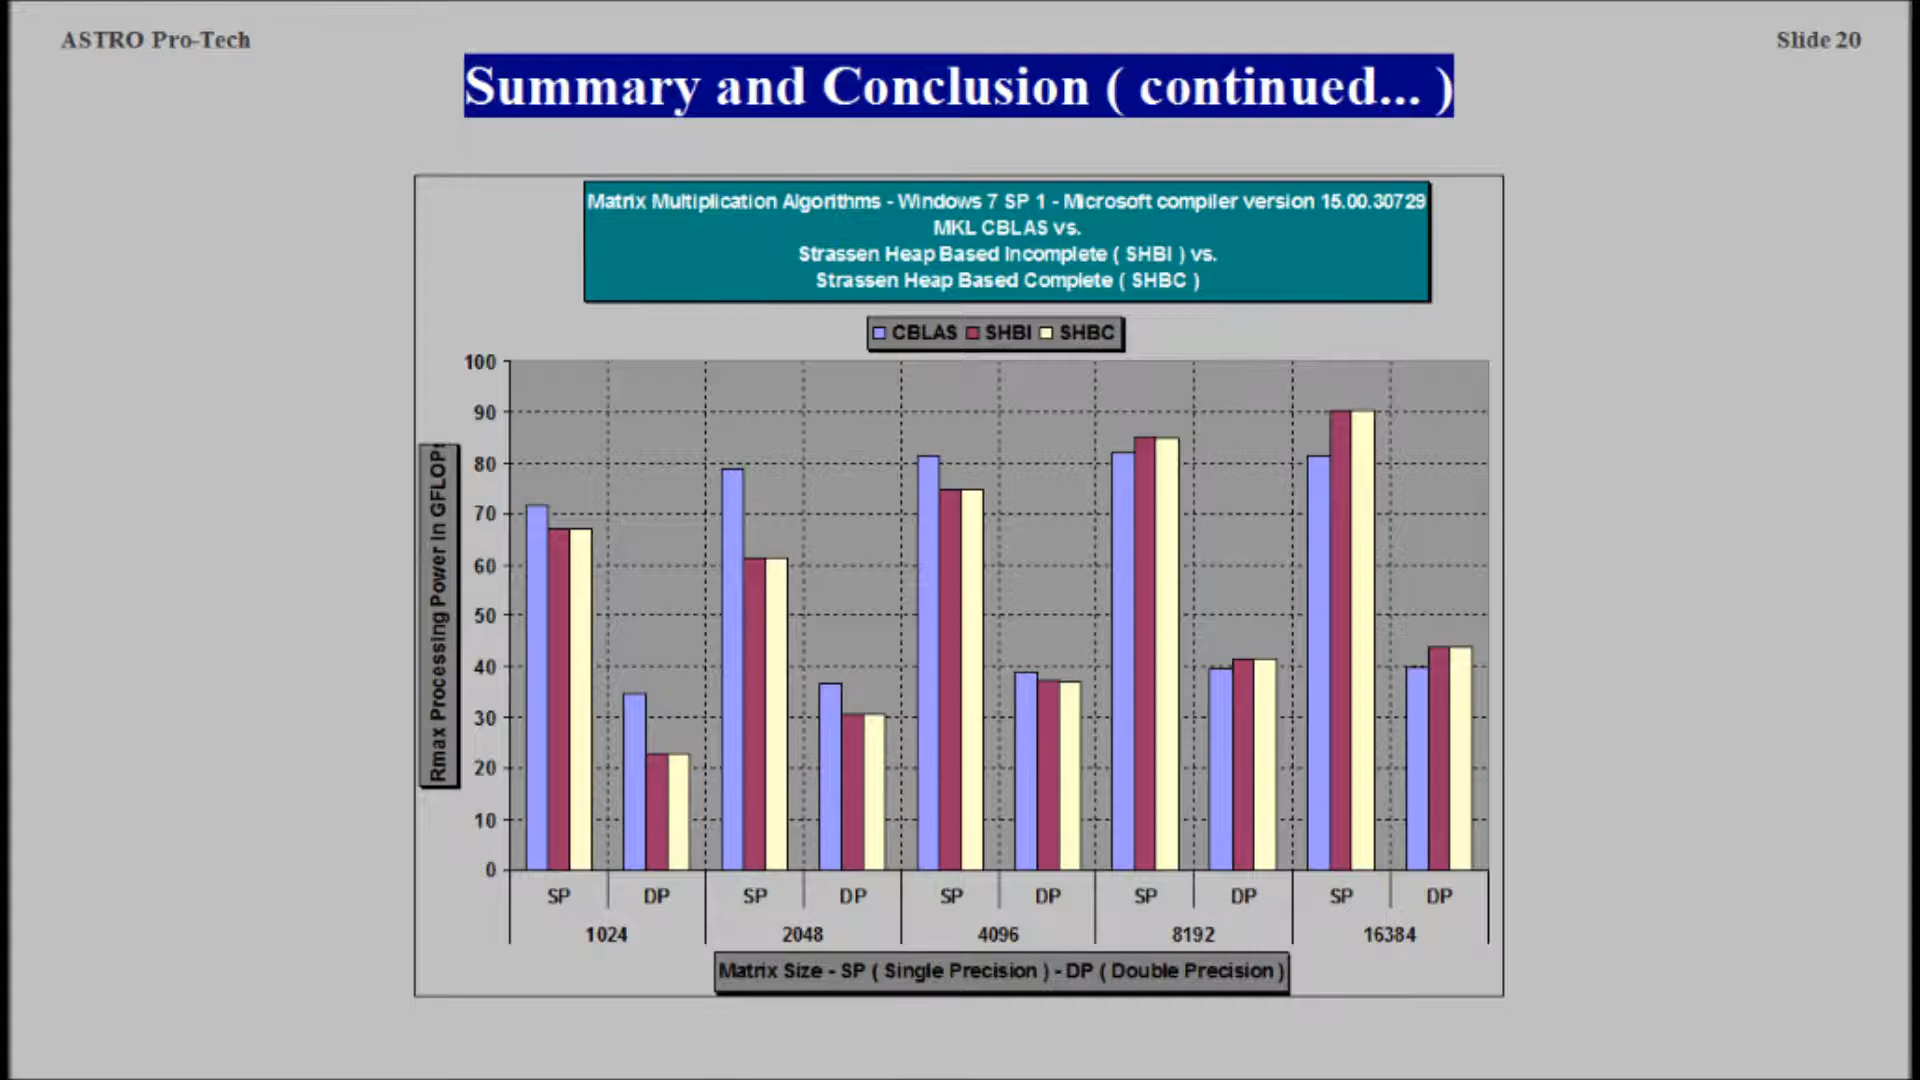 ASTRO Pro-Tech
Slide 20
Summary and Conclusion ( continued... )
Matrix Multiplication Algorithms - Windows 7 SP 1 - Microsoft compiler version 15.00.30729
MKL CBLAS vs.
Strassen Heap Based Incomplete ( SHBI ) vs.
Strassen Heap Based Complete ( SHBC )
CBLAS SHBI SHBC
100
90
80
70
60
50
40
30
20
10
0
Rmax Processing Power in GFLOP
SP DP SP DP SP DP SP DP SP DP
1024 2048 4096 8192 16384
Matrix Size - SP ( Single Precision ) - DP ( Double Precision )